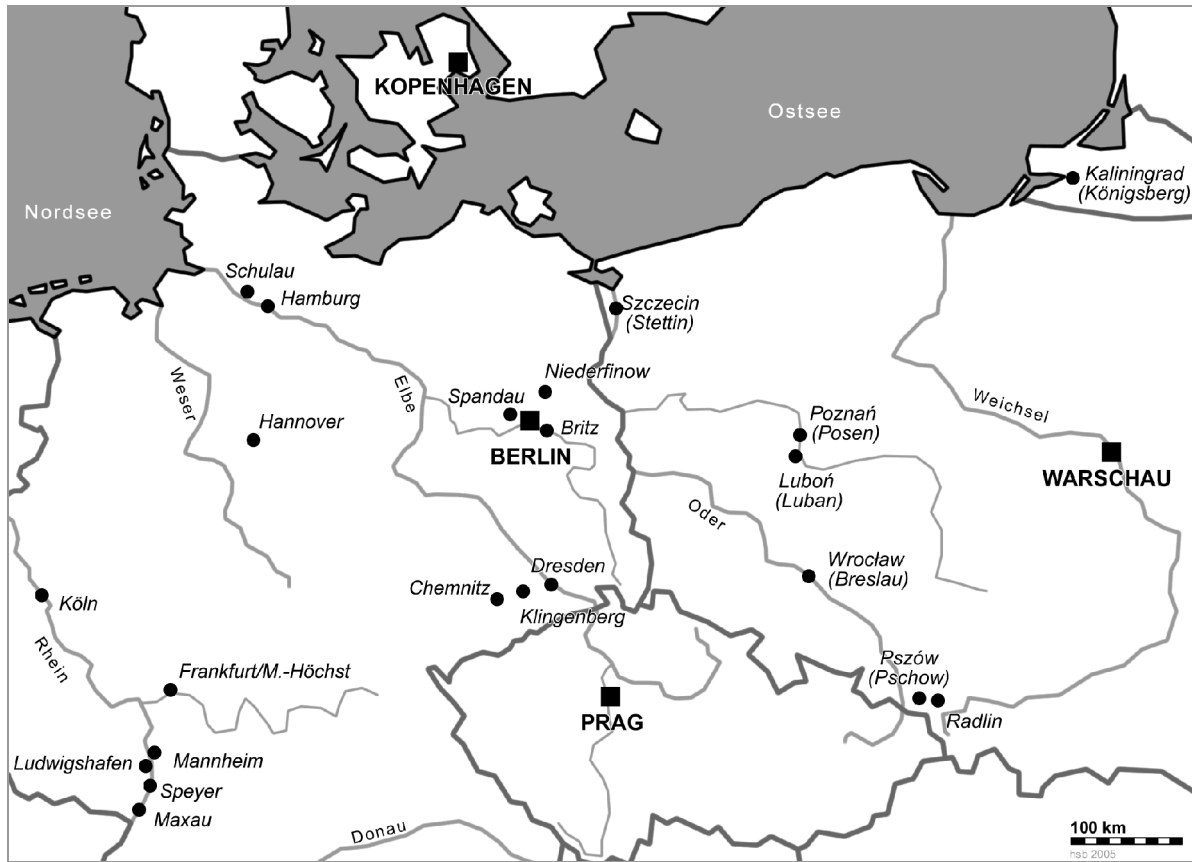 KOPENHAGEN
Ostsee
Kaliningrad
(Königsberg)
Nordsee
Schulau
Hamburg
Szczecin
(Stettin)
Weser
Elbe
Niederfinow
Spandau
Hannover
Britz
BERLIN
Poznań
(Posen)
Weichsel
Luboń
(Luban)
WARSCHAU
Oder
Wrocław
(Breslau)
Dresden
Chemnitz
Klingenberg
Köln
Rhein
Frankfurt/M.-Höchst
Pszów
(Pschow)
Radlin
PRAG
Mannheim
Ludwigshafen
Speyer
Maxau
Donau
100 km
hsb 2005